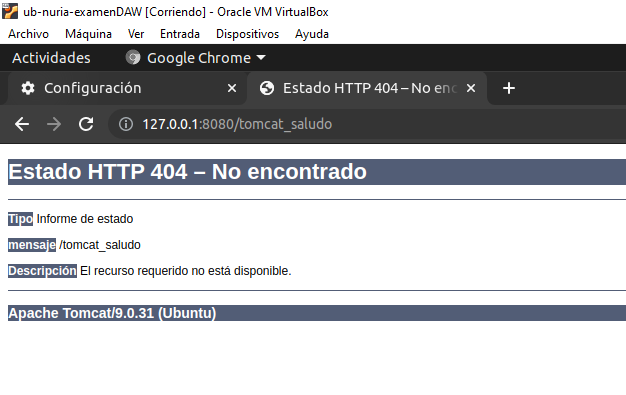 ub-nuria-examenDAW [Corriendo] - Oracle VM VirtualBox
Archivo Máquina Ver Entrada Dispositivos Ayuda
Actividades Google Chrome
Configuración Estado HTTP 404 – No enc
127.0.0.1:8080/tomcat_saludo
Estado HTTP 404 – No encontrado
Tipo Informe de estado
mensaje /tomcat_saludo
Descripción El recurso requerido no está disponible.
Apache Tomcat/9.0.31 (Ubuntu)